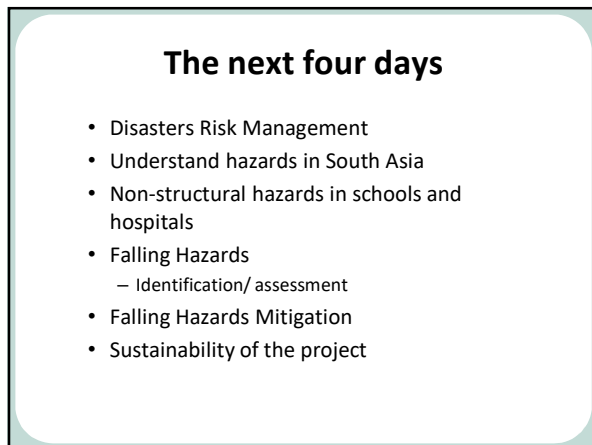 The next four days
• Disasters Risk Management
• Understand hazards in South Asia
• Non-structural hazards in schools and
hospitals
• Falling Hazards
– Identification/ assessment
• Falling Hazards Mitigation
• Sustainability of the project